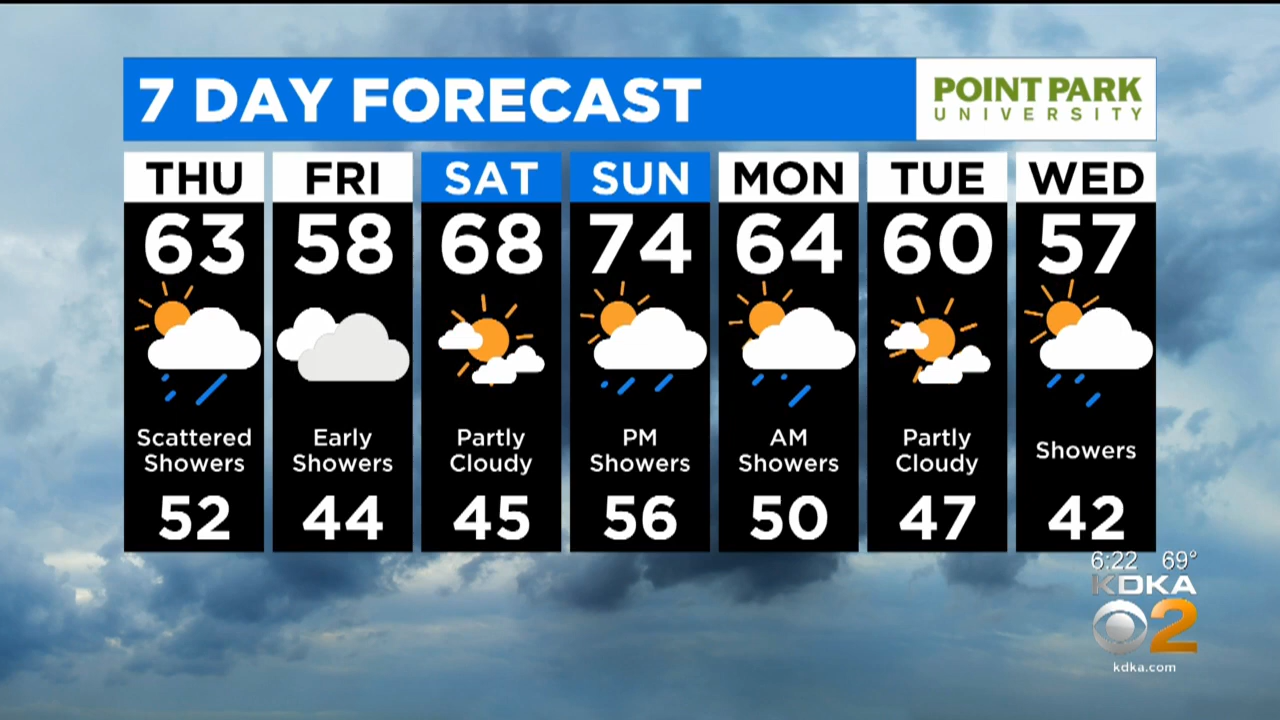 7 DAY FORECAST
POINT PARK
UNIVERSITY
THU FRI SAT SUN MON TUE WED
63 58 68 74 64 60 57
Scattered Early Partly PM AM Partly Showers
Showers Showers Cloudy Showers Showers Cloudy
52 44 45 56 50 47 42
6:22 69°
KDKA
2
kdka.com